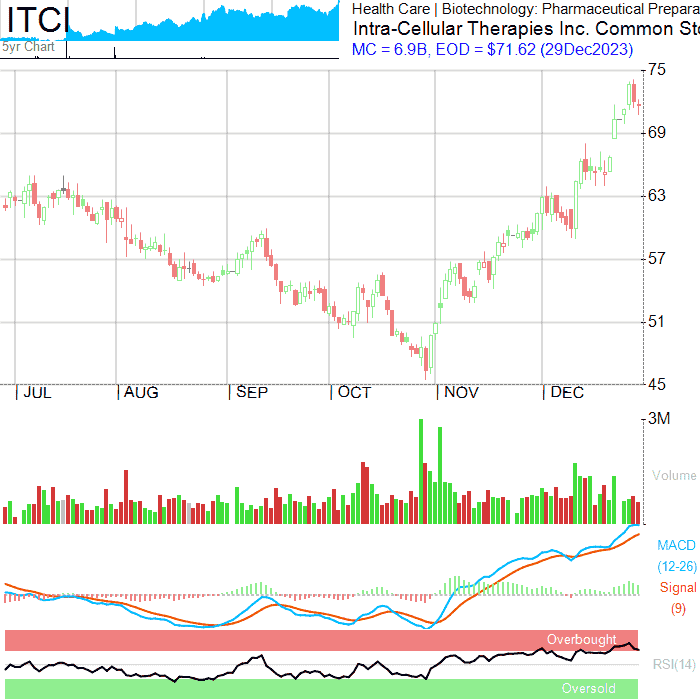 ITCI
5yr Chart
Health Care | Biotechnology: Pharmaceutical Prepara
Intra-Cellular Therapies Inc. Common Sto
MC = 6.9B, EOD = $71.62 (29Dec2023)
75
69
63
57
51
45
JUL AUG SEP OCT NOV DEC
3M
Volume
MACD
(12-26)
Signal
(9)
Overbought
RSI(14)
Oversold